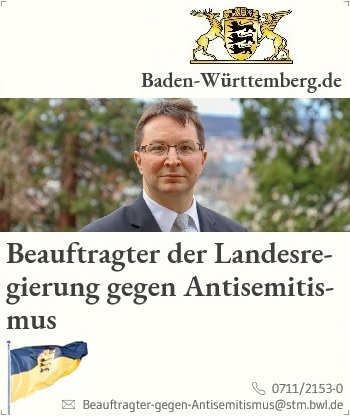 Baden-Württemberg.de
Beauftragter der Landesre-
gierung gegen Antisemitis-
mus
0711/2153-0
Beauftragter-gegen-Antisemitismus@stm.bwl.de